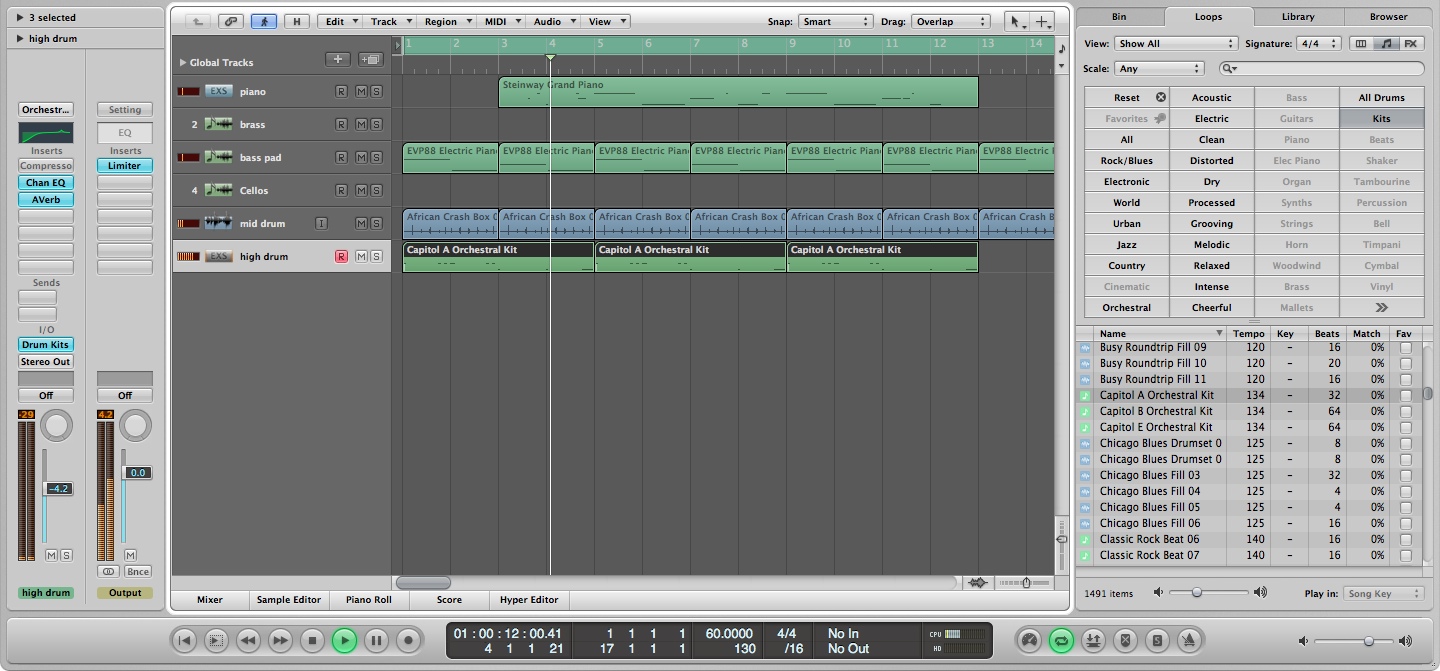 3 selected
high drum
Orchestr...
Setting
EQ
Inserts
Inserts
Compresso
Limiter
Chan EQ
AVerb
Sends
I/O
Drum Kits
Stereo Out
Off
Off
-29
4.2
0.0
-4.2
M S
M
Bnce
high drum
Output
H
Edit
Track
Region
MIDI
Audio
View
Snap: Smart
Drag: Overlap
1 2 3 4 5 6 7 8 9 10 11 12 13 14
Global Tracks
EXS piano R M S
Steinway Grand Piano
2 brass R M S
bass pad R M S
EVP88 Electric Pian EVP88 Electric Pian EVP88 Electric Pian EVP88 Electric Pian EVP88 Electric Pian EVP88 Electric Pian EVP88 Electric
4 Cellos R M S
mid drum I M S
African Crash Box 0 African Crash Box 0 African Crash Box 0 African Crash Box 0 African Crash Box 0 African Crash Box 0 African Crash Box
EXS high drum R M S
Capitol A Orchestral Kit Capitol A Orchestral Kit Capitol A Orchestral Kit
Mixer
Sample Editor
Piano Roll
Score
Hyper Editor
Bin
Loops
Library
Browser
View: Show All
Signature: 4/4
FX
Scale: Any
Reset Acoustic Bass All Drums
Favorites Electric Guitars Kits
All Clean Piano Beats
Rock/Blues Distorted Elec Piano Shaker
Electronic Dry Organ Tambourine
World Processed Synths Percussion
Urban Grooving Strings Bell
Jazz Melodic Horn Timpani
Country Relaxed Woodwind Cymbal
Cinematic Intense Brass Vinyl
Orchestral Cheerful Mallets
Name Tempo Key Beats Match Fav
Busy Roundtrip Fill 09 120 – 16 0%
Busy Roundtrip Fill 10 120 – 20 0%
Busy Roundtrip Fill 11 120 – 16 0%
Capitol A Orchestral Kit 134 – 32 0%
Capitol B Orchestral Kit 134 – 64 0%
Capitol E Orchestral Kit 134 – 64 0%
Chicago Blues Drumset 0 125 – 8 0%
Chicago Blues Drumset 0 125 – 8 0%
Chicago Blues Fill 03 125 – 32 0%
Chicago Blues Fill 04 125 – 4 0%
Chicago Blues Fill 05 125 – 4 0%
Chicago Blues Fill 06 125 – 16 0%
Classic Rock Beat 06 140 – 16 0%
Classic Rock Beat 07 140 – 16 0%
1491 items
Play in: Song Key
01 : 00 : 12 : 00.41 1 1 1 1 60.0000 4/4 No In CPU
4 1 1 21 17 1 1 1 130 /16 No Out HD
S